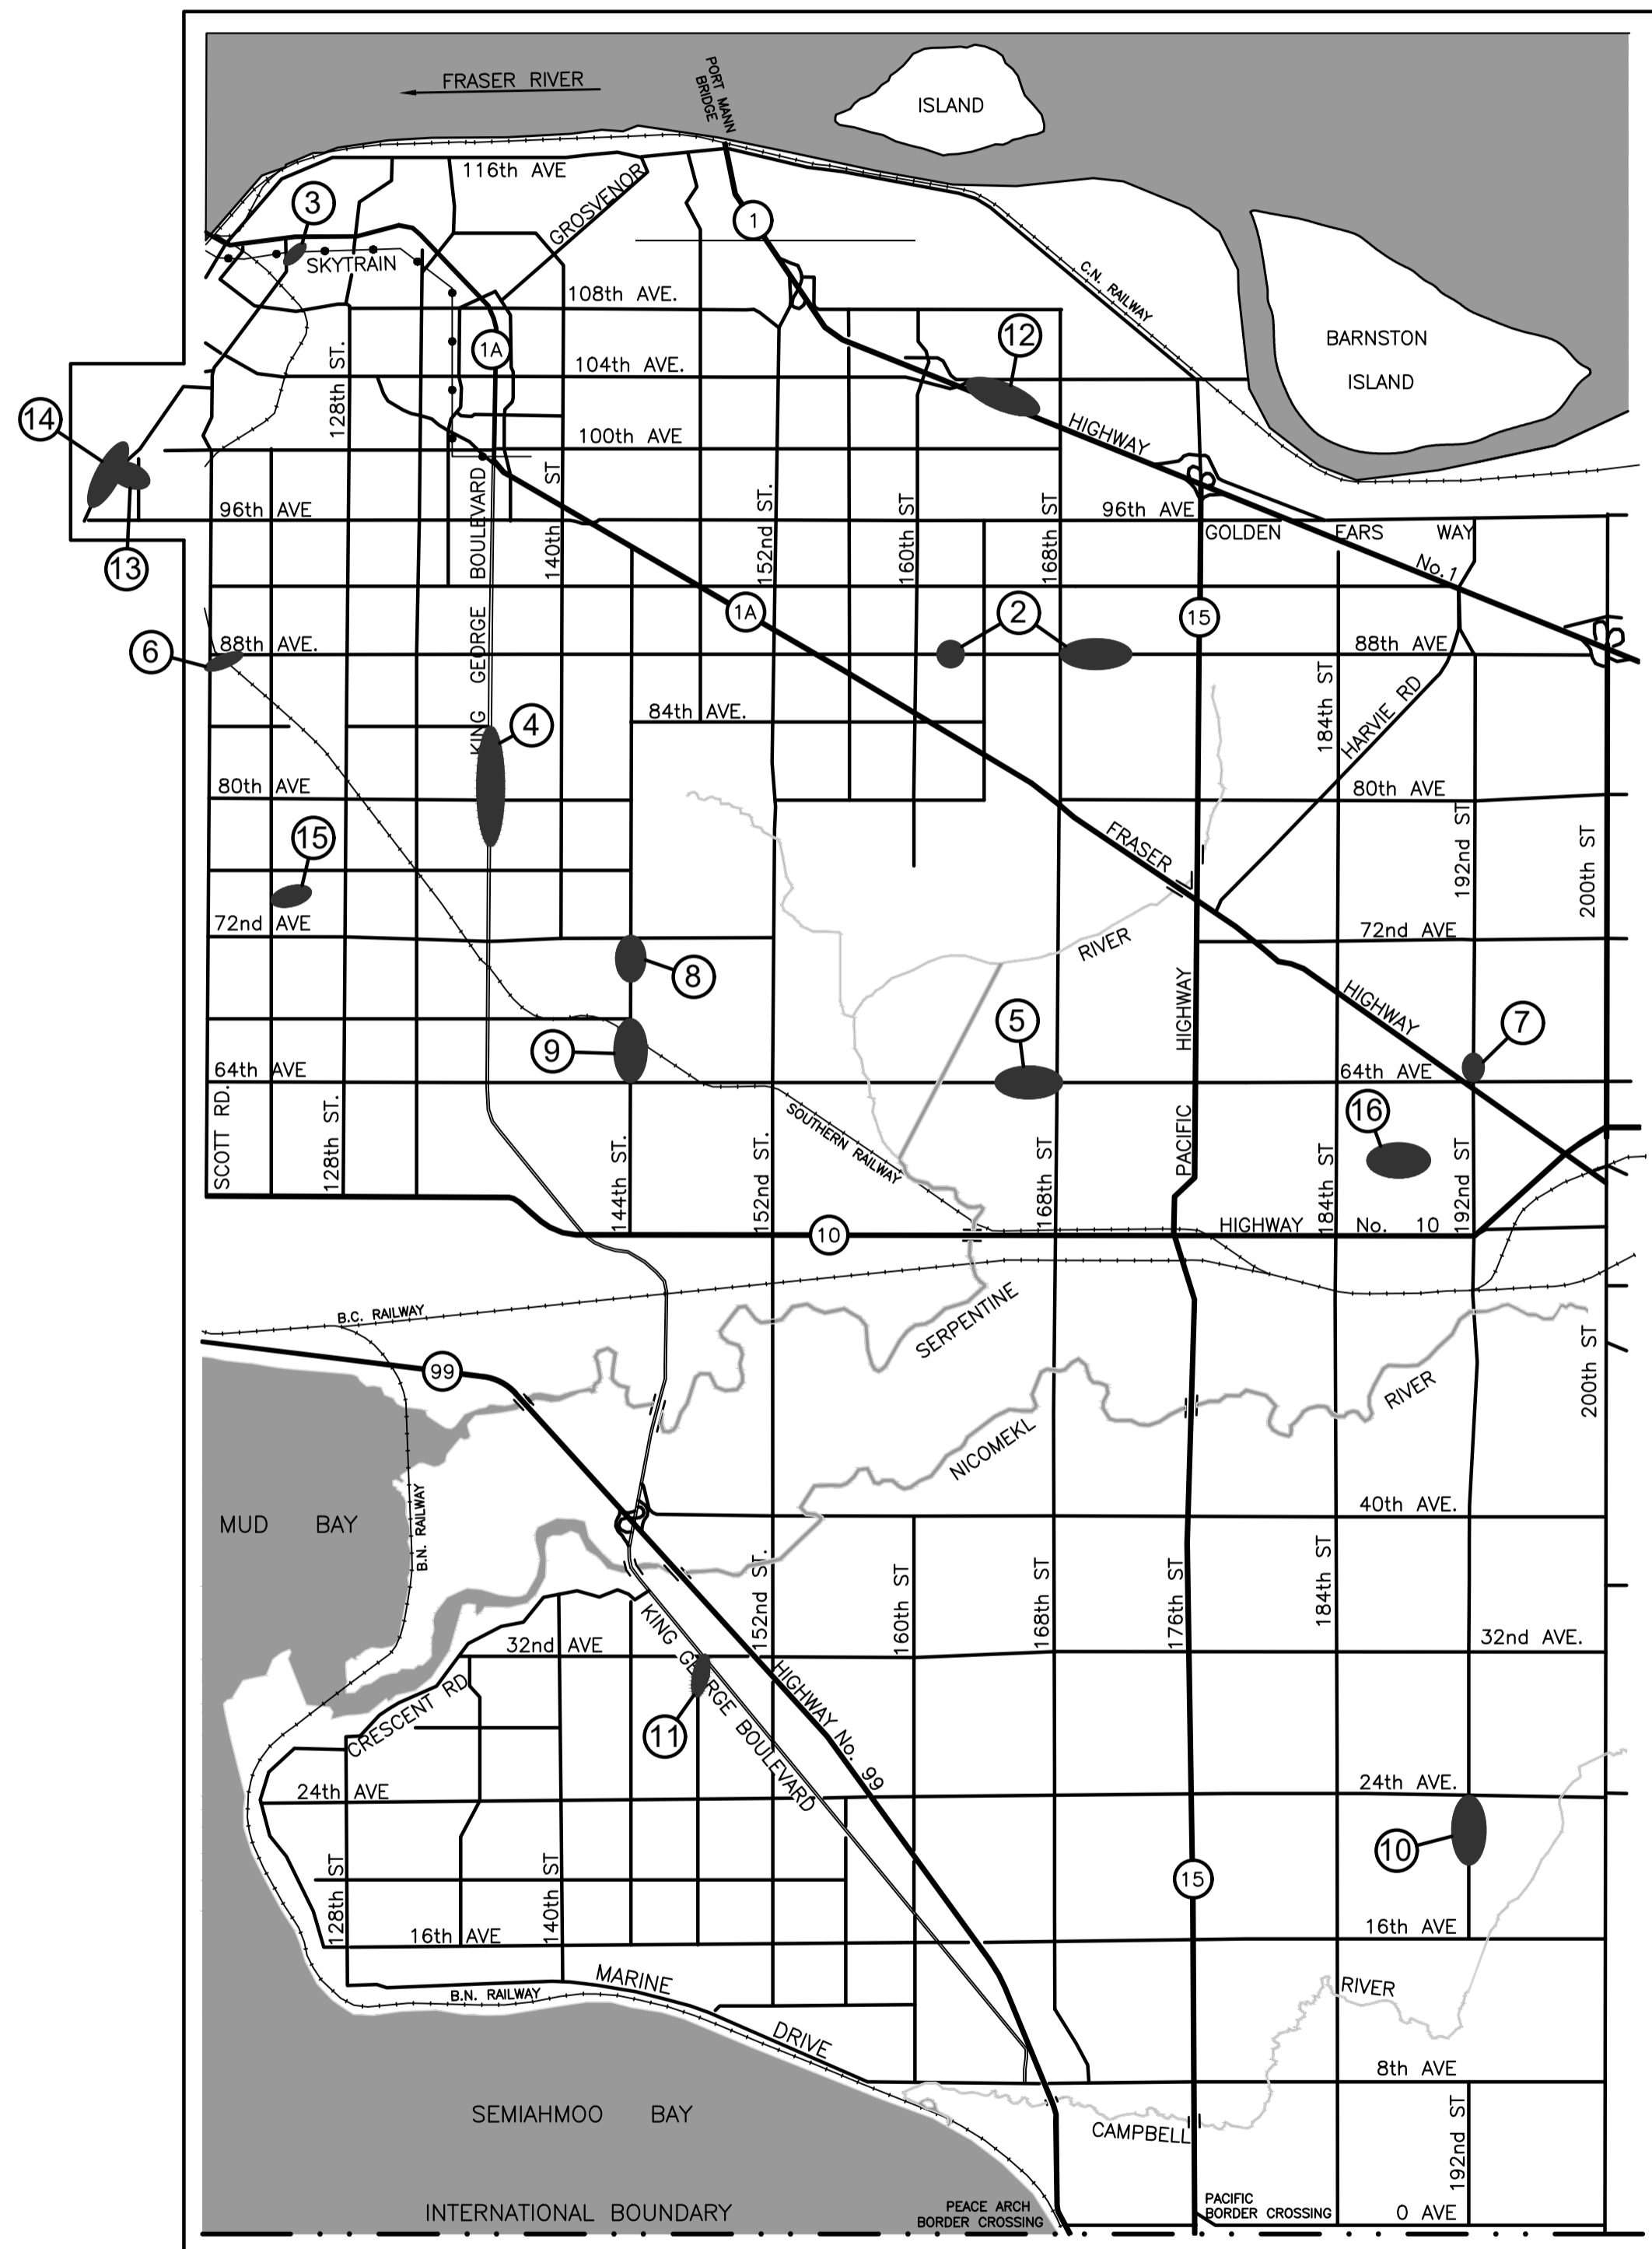 FRASER RIVER
PORT MANN
BRIDGE
ISLAND
116th AVE
GROSVENOR
3
1
SKYTRAIN
C.N. RAILWAY
108th AVE.
12
BARNSTON
ISLAND
1A
128th ST.
104th AVE.
14
HIGHWAY
100th AVE
140th ST
152nd ST.
160th ST
168th ST
96th AVE
96th AVE
GOLDEN EARS WAY
13
No.1
KING GEORGE BOULEVARD
1A
2
15
6
88th AVE.
88th AVE
184th ST
HARVIE RD
4
84th AVE.
80th AVE
80th AVE
15
FRASER
192nd ST
200th ST
72nd AVE
72nd AVE
RIVER
8
HIGHWAY
PACIFIC HIGHWAY
5
7
9
64th AVE
64th AVE
16
SCOTT RD.
128th ST.
144th ST.
152nd ST.
SOUTHERN RAILWAY
168th ST
184th ST
192nd ST
10
HIGHWAY No. 10
B.C. RAILWAY
SERPENTINE
99
RIVER
200th ST
NICOMEKL
MUD BAY
B.N. RAILWAY
40th AVE.
152nd ST.
160th ST
168th ST
176th ST
184th ST
32nd AVE
32nd AVE.
KING GEORGE BOULEVARD
HIGHWAY No. 99
CRESCENT RD
11
24th AVE
24th AVE.
10
128th ST
140th ST
15
16th AVE
16th AVE
MARINE
DRIVE
B.N. RAILWAY
RIVER
8th AVE
SEMIAHMOO BAY
CAMPBELL
192nd ST
INTERNATIONAL BOUNDARY
PEACE ARCH
BORDER CROSSING
PACIFIC
BORDER CROSSING
0 AVE